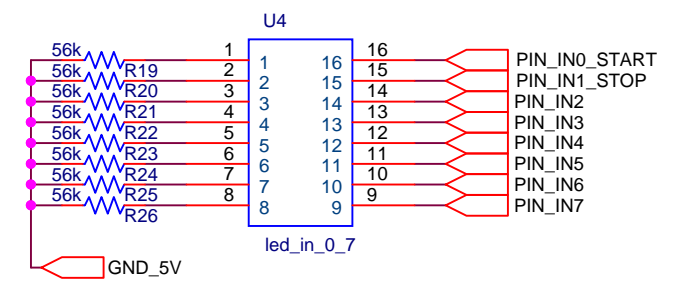 U4
56k 1 1 16 16 PIN_IN0_START
56k R19 2 2 15 15 PIN_IN1_STOP
56k R20 3 3 14 14 PIN_IN2
56k R21 4 4 13 13 PIN_IN3
56k R22 5 5 12 12 PIN_IN4
56k R23 6 6 11 11 PIN_IN5
56k R24 7 7 10 10 PIN_IN6
56k R25 8 8 9 9 PIN_IN7
R26
led_in_0_7
GND_5V